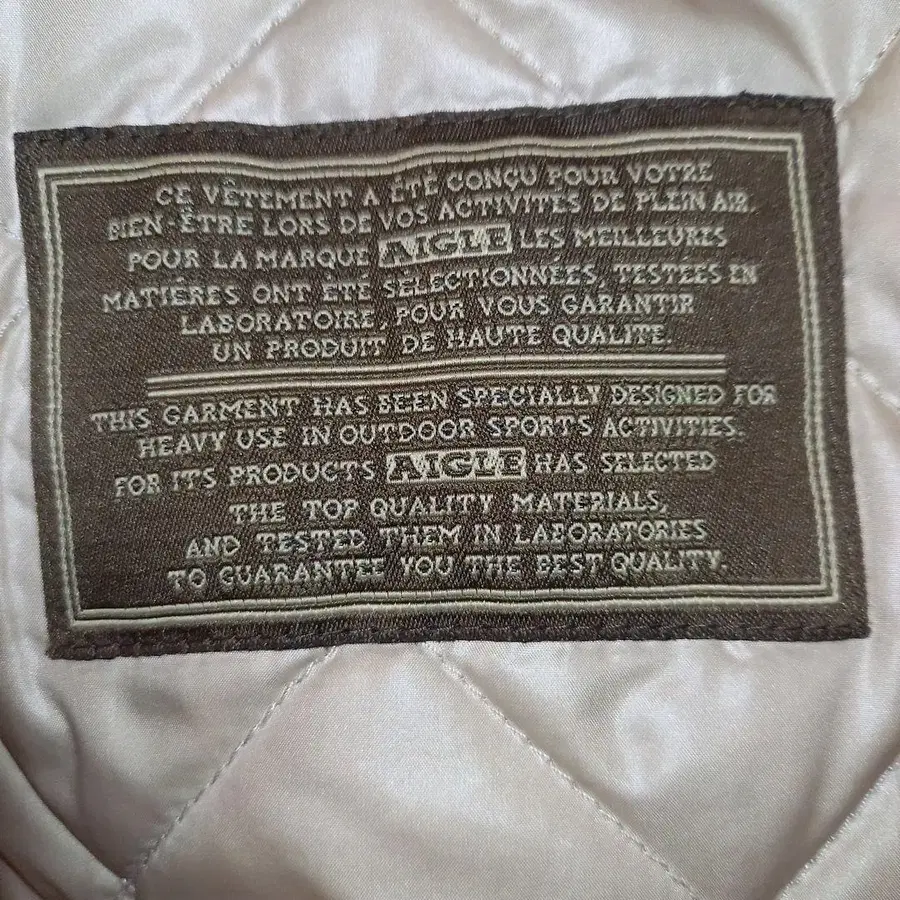 CE VÊTEMENT A ÉTÉ CONÇU POUR VOTRE
BIEN-ÊTRE LORS DE VOS ACTIVITÉS DE PLEIN AIR.
POUR LA MARQUE AIGLE LES MEILLEURES
MATIÈRES ONT ÉTÉ SÉLECTIONNÉES, TESTÉES EN
LABORATOIRE, POUR VOUS GARANTIR
UN PRODUIT DE HAUTE QUALITÉ.
THIS GARMENT HAS BEEN SPECIALLY DESIGNED FOR
HEAVY USE IN OUTDOOR SPORTS ACTIVITIES.
FOR ITS PRODUCTS AIGLE HAS SELECTED
THE TOP QUALITY MATERIALS,
AND TESTED THEM IN LABORATORIES
TO GUARANTEE YOU THE BEST QUALITY.